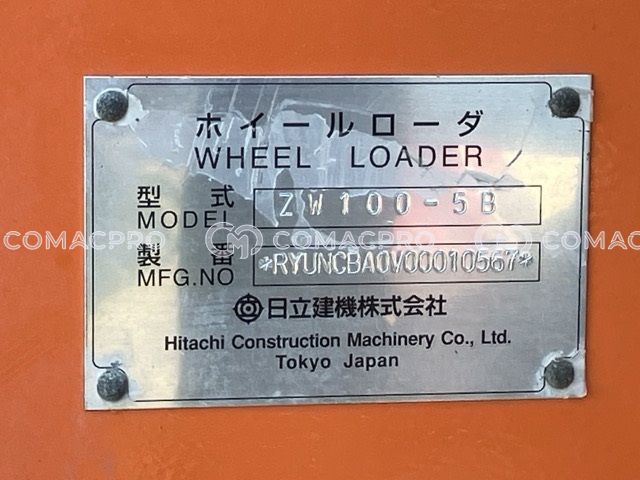 ホイールローダ
WHEEL LOADER
型式 ZW100-5B
MODEL
製番 *RYUNCBA0V00010567*
MFG.NO
日立建機株式会社
Hitachi Construction Machinery Co., Ltd.
Tokyo Japan
COMACPRO COMACPRO COMACPRO